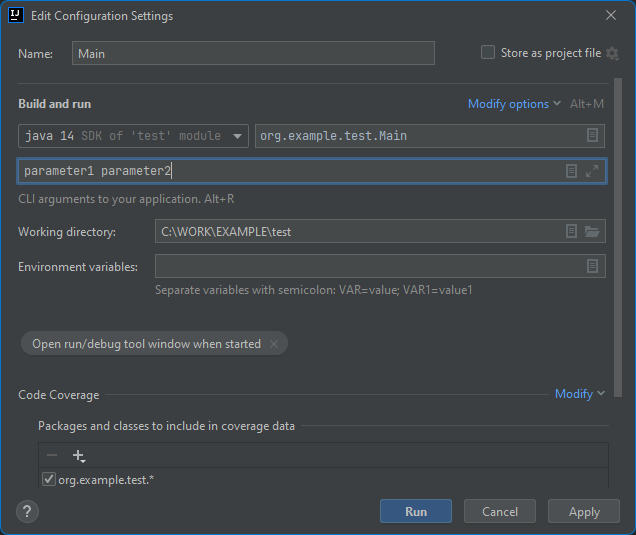 IJ Edit Configuration Settings
Name: Main Store as project file
Build and run Modify options Alt+M
java 14 SDK of 'test' module org.example.test.Main
parameter1 parameter2
CLI arguments to your application. Alt+R
Working directory: C:\WORK\EXAMPLE\test
Environment variables:
Separate variables with semicolon: VAR=value; VAR1=value1
Open run/debug tool window when started
Code Coverage Modify
Packages and classes to include in coverage data
org.example.test.*
? Run Cancel Apply